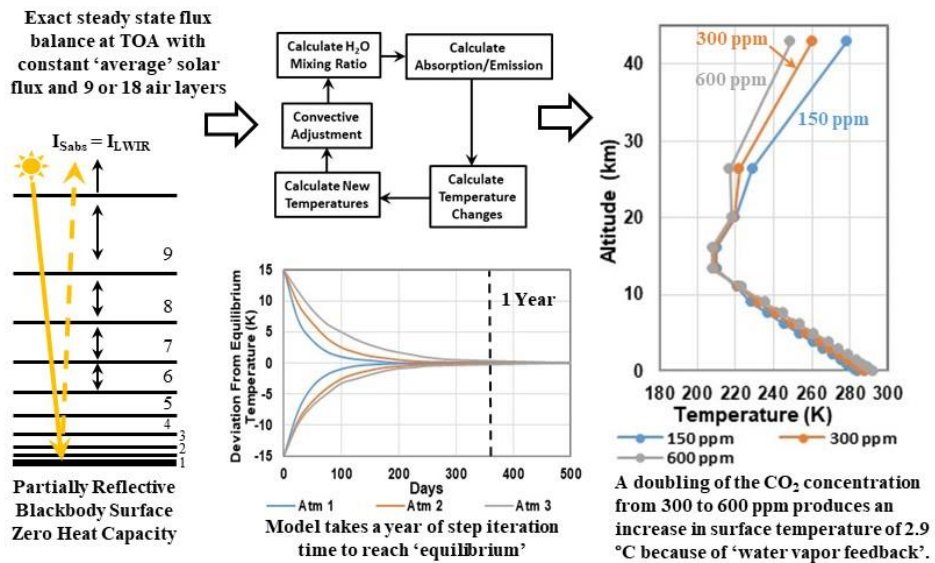 Exact steady state flux
balance at TOA with
constant ‘average’ solar
flux and 9 or 18 air layers
I_Sabs = I_LWIR
9
8
7
6
5
4
3
2
1
Partially Reflective
Blackbody Surface
Zero Heat Capacity
Calculate H₂O
Mixing Ratio
Calculate
Absorption/Emission
Convective
Adjustment
Calculate New
Temperatures
Calculate
Temperature
Changes
Deviation From Equilibrium
Temperature (K)
15
10
5
0
-5
-10
-15
1 Year
0 100 200 300 400 500
Days
Atm 1 Atm 2 Atm 3
Model takes a year of step iteration
time to reach ‘equilibrium’
300 ppm
600 ppm
150 ppm
Altitude (km)
40
30
20
10
0
180 200 220 240 260 280 300
Temperature (K)
150 ppm 300 ppm
600 ppm
A doubling of the CO₂ concentration
from 300 to 600 ppm produces an
increase in surface temperature of 2.9
°C because of ‘water vapor feedback’.